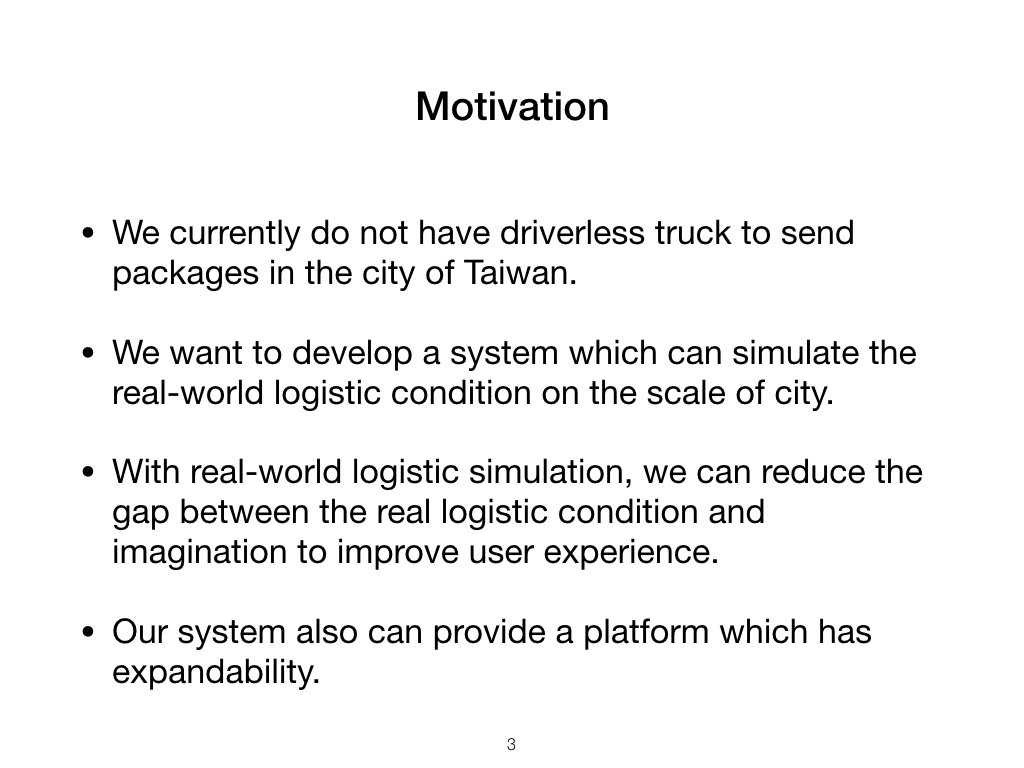 Motivation
• We currently do not have driverless truck to send
packages in the city of Taiwan.
• We want to develop a system which can simulate the
real-world logistic condition on the scale of city.
• With real-world logistic simulation, we can reduce the
gap between the real logistic condition and
imagination to improve user experience.
• Our system also can provide a platform which has
expandability.
3